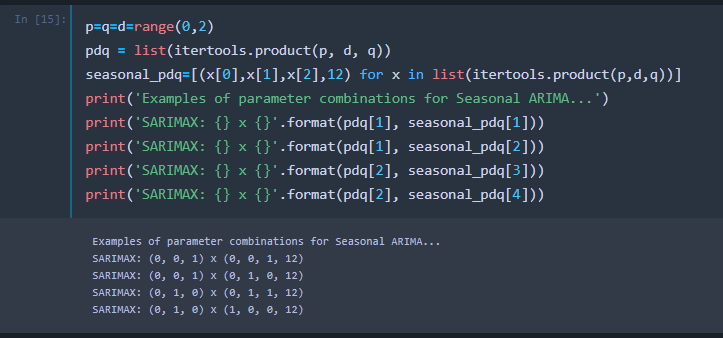 In [15]:
p=q=d=range(0,2)
pdq = list(itertools.product(p, d, q))
seasonal_pdq=[(x[0],x[1],x[2],12) for x in list(itertools.product(p,d,q))]
print('Examples of parameter combinations for Seasonal ARIMA...')
print('SARIMAX: {} x {}'.format(pdq[1], seasonal_pdq[1]))
print('SARIMAX: {} x {}'.format(pdq[1], seasonal_pdq[2]))
print('SARIMAX: {} x {}'.format(pdq[2], seasonal_pdq[3]))
print('SARIMAX: {} x {}'.format(pdq[2], seasonal_pdq[4]))
Examples of parameter combinations for Seasonal ARIMA...
SARIMAX: (0, 0, 1) x (0, 0, 1, 12)
SARIMAX: (0, 0, 1) x (0, 1, 0, 12)
SARIMAX: (0, 1, 0) x (0, 1, 1, 12)
SARIMAX: (0, 1, 0) x (1, 0, 0, 12)